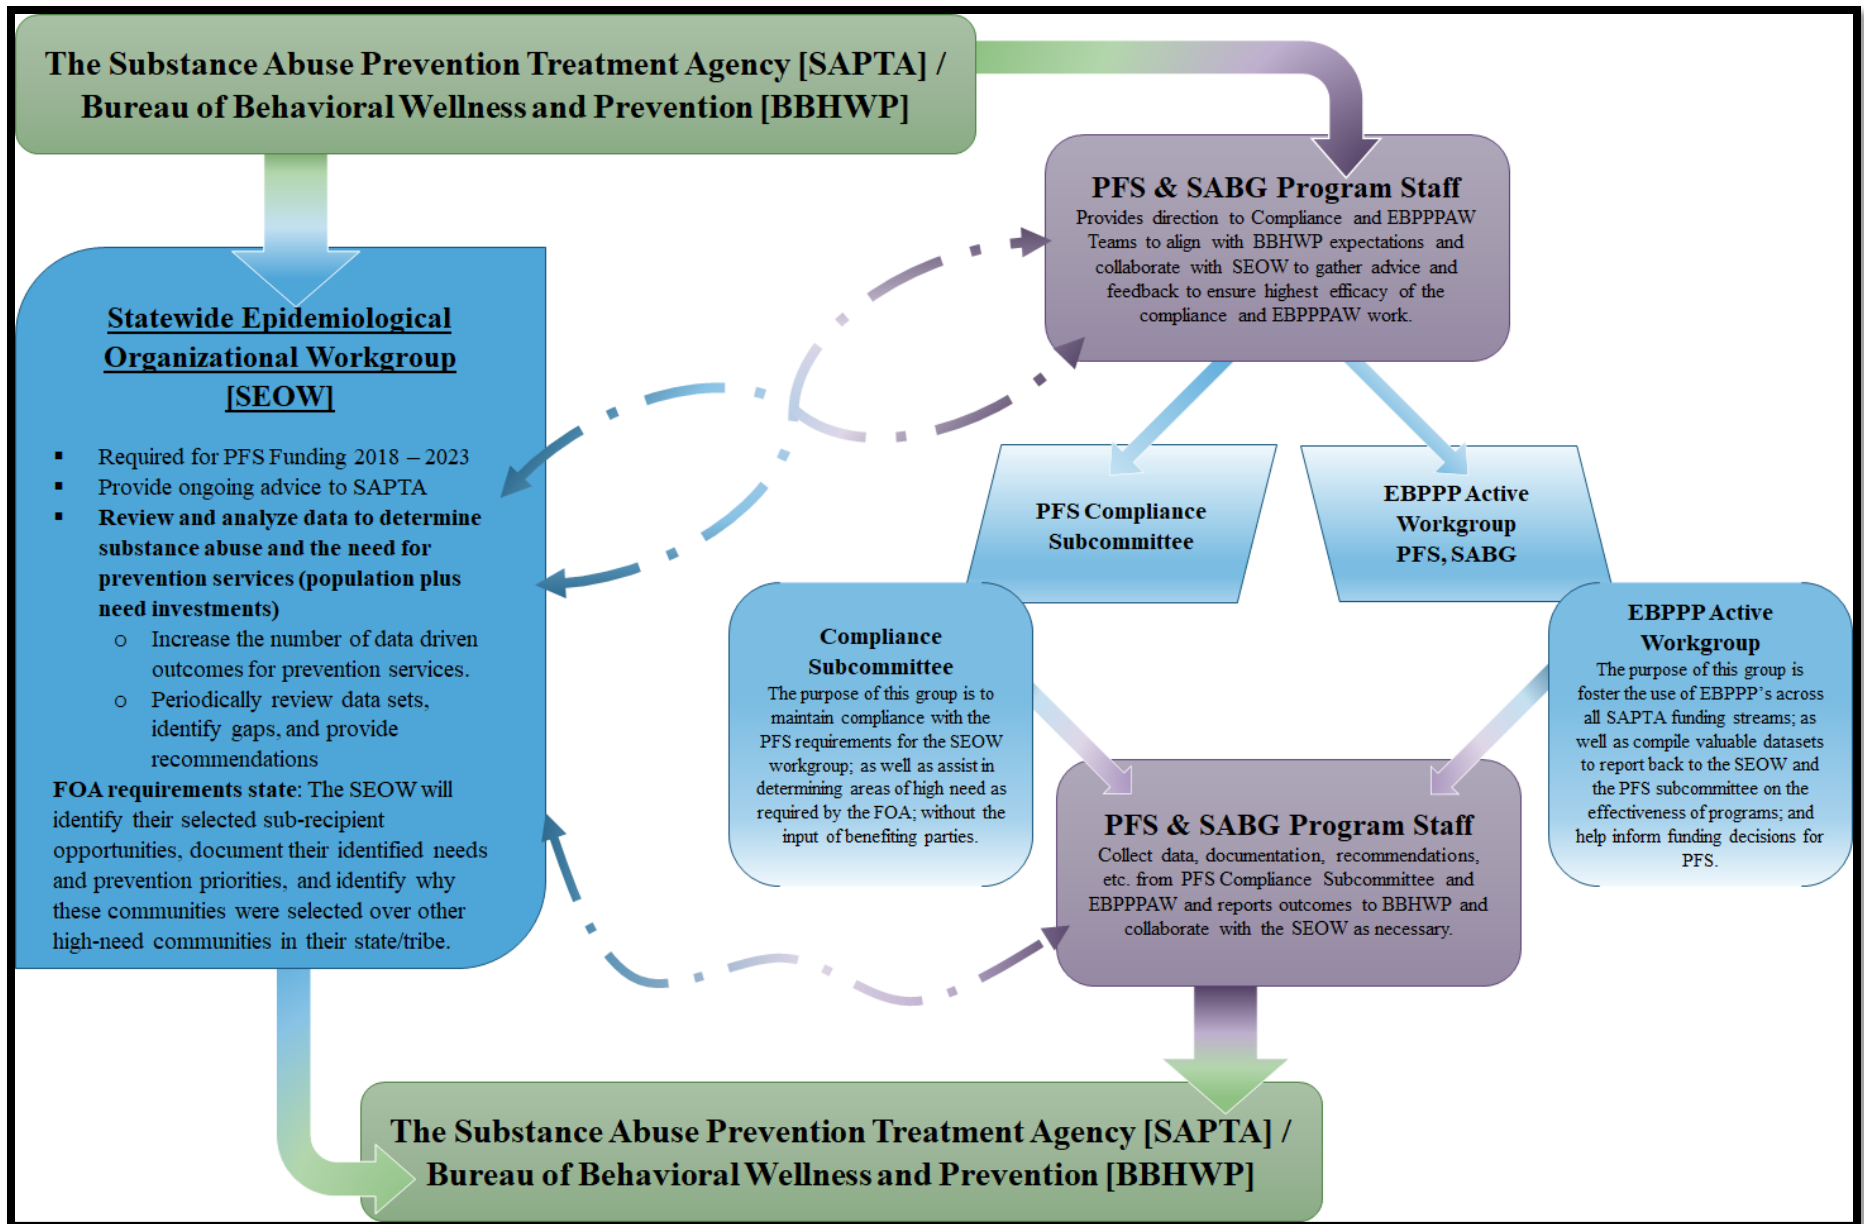 The Substance Abuse Prevention Treatment Agency [SAPTA] /
Bureau of Behavioral Wellness and Prevention [BBHWP]
PFS & SABG Program Staff
Provides direction to Compliance and EBPPPAW
Teams to align with BBHWP expectations and
collaborate with SEOW to gather advice and
feedback to ensure highest efficacy of the
compliance and EBPPPAW work.
Statewide Epidemiological
Organizational Workgroup
[SEOW]
▪ Required for PFS Funding 2018 – 2023
▪ Provide ongoing advice to SAPTA
▪ Review and analyze data to determine
substance abuse and the need for
prevention services (population plus
need investments)
o Increase the number of data driven
outcomes for prevention services.
o Periodically review data sets,
identify gaps, and provide
recommendations
FOA requirements state: The SEOW will
identify their selected sub-recipient
opportunities, document their identified needs
and prevention priorities, and identify why
these communities were selected over other
high-need communities in their state/tribe.
PFS Compliance
Subcommittee
EBPPP Active
Workgroup
PFS, SABG
Compliance
Subcommittee
The purpose of this group is to
maintain compliance with the
PFS requirements for the SEOW
workgroup; as well as assist in
determining areas of high need as
required by the FOA; without the
input of benefiting parties.
EBPPP Active
Workgroup
The purpose of this group is
foster the use of EBPPP's across
all SAPTA funding streams; as
well as compile valuable datasets
to report back to the SEOW and
the PFS subcommittee on the
effectiveness of programs; and
help inform funding decisions for
PFS.
PFS & SABG Program Staff
Collect data, documentation, recommendations,
etc. from PFS Compliance Subcommittee and
EBPPPAW and reports outcomes to BBHWP and
collaborate with the SEOW as necessary.
The Substance Abuse Prevention Treatment Agency [SAPTA] /
Bureau of Behavioral Wellness and Prevention [BBHWP]